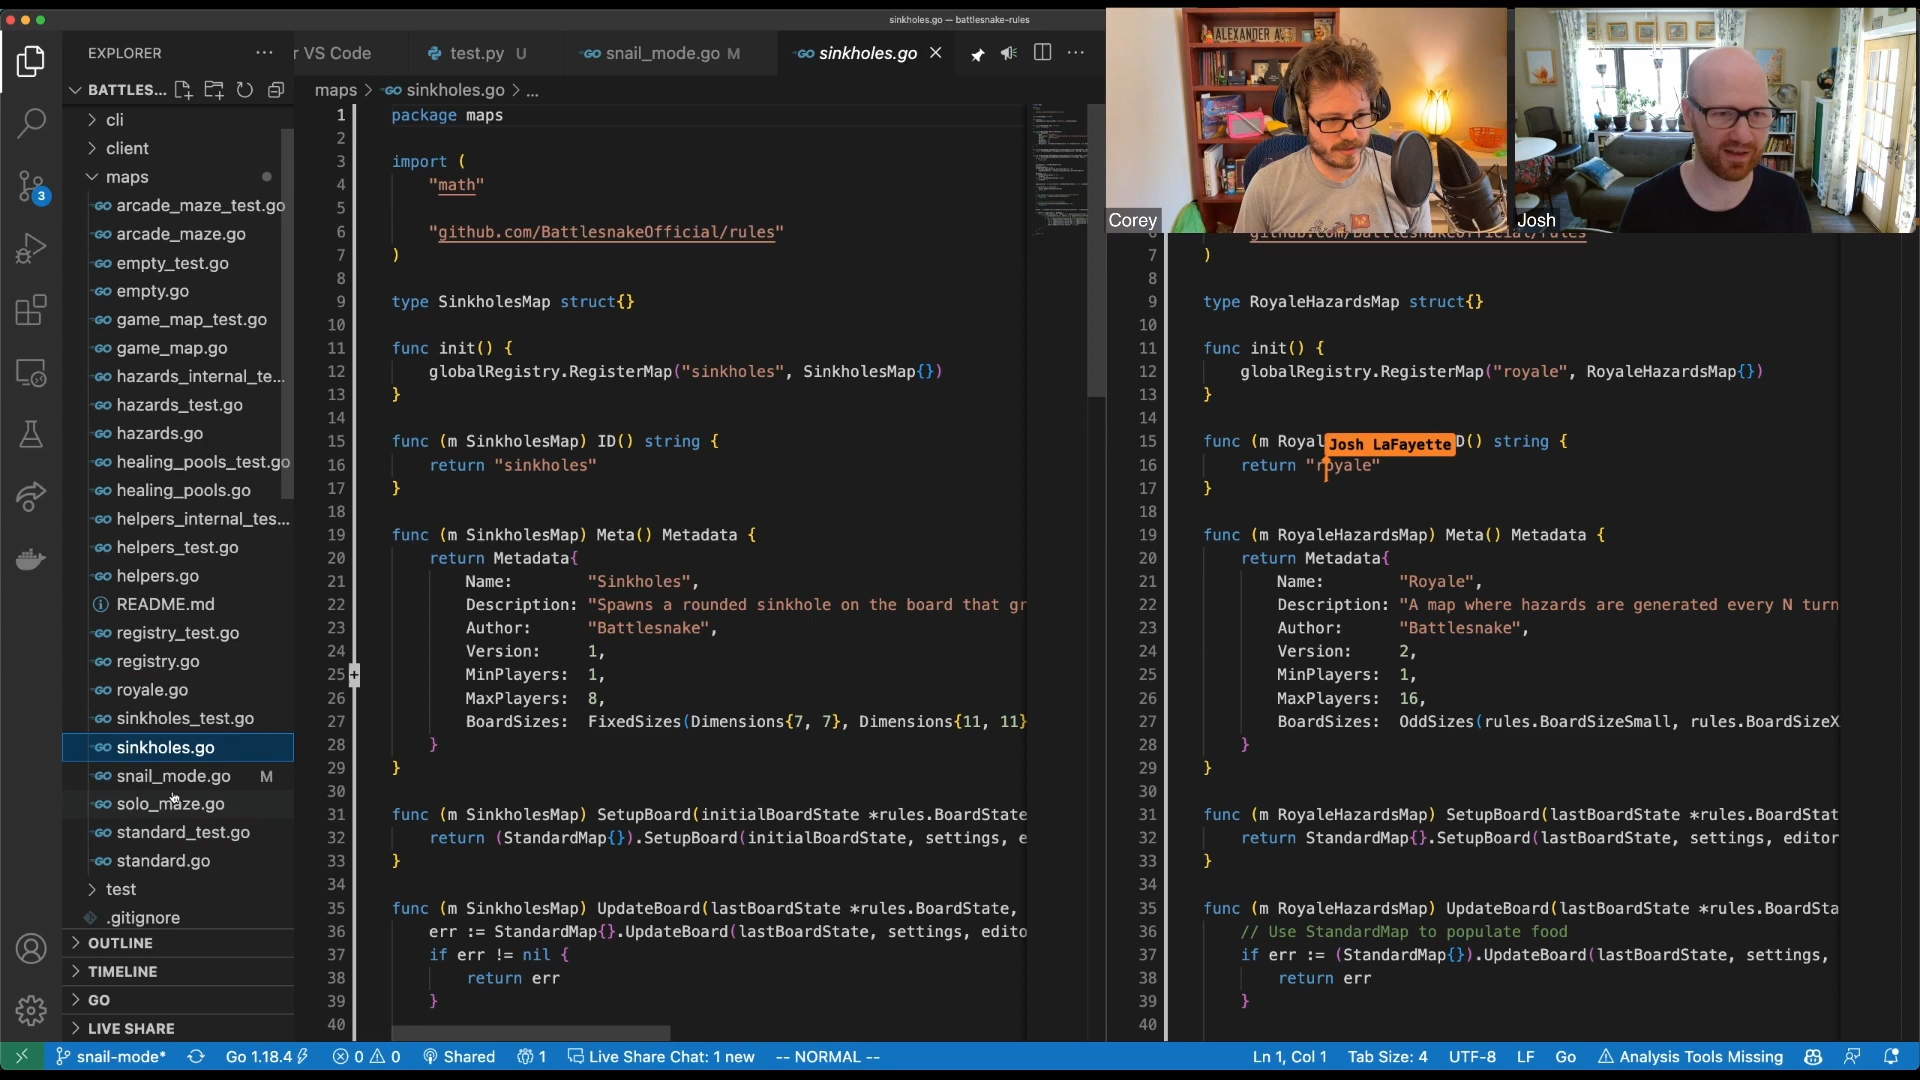 sinkholes.go — battlesnake-rules
EXPLORER
r VS Code
test.py U
snail_mode.go M
sinkholes.go
BATTLES...
maps > sinkholes.go > ...
cli
client
maps
arcade_maze_test.go
arcade_maze.go
empty_test.go
empty.go
game_map_test.go
game_map.go
hazards_internal_te...
hazards_test.go
hazards.go
healing_pools_test.go
healing_pools.go
helpers_internal_tes...
helpers_test.go
helpers.go
README.md
registry_test.go
registry.go
royale.go
sinkholes_test.go
sinkholes.go
snail_mode.go M
solo_maze.go
standard_test.go
standard.go
test
.gitignore
OUTLINE
TIMELINE
GO
LIVE SHARE
3
1 package maps
2
3 import (
4 "math"
5
6 "github.com/BattlesnakeOfficial/rules"
7 )
8
9 type SinkholesMap struct{}
10
11 func init() {
12 globalRegistry.RegisterMap("sinkholes", SinkholesMap{})
13 }
14
15 func (m SinkholesMap) ID() string {
16 return "sinkholes"
17 }
18
19 func (m SinkholesMap) Meta() Metadata {
20 return Metadata{
21 Name: "Sinkholes",
22 Description: "Spawns a rounded sinkhole on the board that gr
23 Author: "Battlesnake",
24 Version: 1,
25 MinPlayers: 1,
26 MaxPlayers: 8,
27 BoardSizes: FixedSizes(Dimensions{7, 7}, Dimensions{11, 11}
28 }
29 }
30
31 func (m SinkholesMap) SetupBoard(initialBoardState *rules.BoardState
32 return (StandardMap{}).SetupBoard(initialBoardState, settings, e
33 }
34
35 func (m SinkholesMap) UpdateBoard(lastBoardState *rules.BoardState,
36 err := StandardMap{}.UpdateBoard(lastBoardState, settings, edito
37 if err != nil {
38 return err
39 }
40
ALEXANDER A.
Corey
Josh
6 github.com/BattlesnakeOfficial/rules
7 )
8
9 type RoyaleHazardsMap struct{}
10
11 func init() {
12 globalRegistry.RegisterMap("royale", RoyaleHazardsMap{})
13 }
14
15 func (m Royal Josh LaFayette D() string {
16 return "royale"
17 }
18
19 func (m RoyaleHazardsMap) Meta() Metadata {
20 return Metadata{
21 Name: "Royale",
22 Description: "A map where hazards are generated every N turn
23 Author: "Battlesnake",
24 Version: 2,
25 MinPlayers: 1,
26 MaxPlayers: 16,
27 BoardSizes: OddSizes(rules.BoardSizeSmall, rules.BoardSizeX
28 }
29 }
30
31 func (m RoyaleHazardsMap) SetupBoard(lastBoardState *rules.BoardStat
32 return StandardMap{}.SetupBoard(lastBoardState, settings, editor
33 }
34
35 func (m RoyaleHazardsMap) UpdateBoard(lastBoardState *rules.BoardSta
36 // Use StandardMap to populate food
37 if err := (StandardMap{}).UpdateBoard(lastBoardState, settings,
38 return err
39 }
40
snail-mode* Go 1.18.4 0 0 Shared 1 Live Share Chat: 1 new -- NORMAL -- Ln 1, Col 1 Tab Size: 4 UTF-8 LF Go Analysis Tools Missing